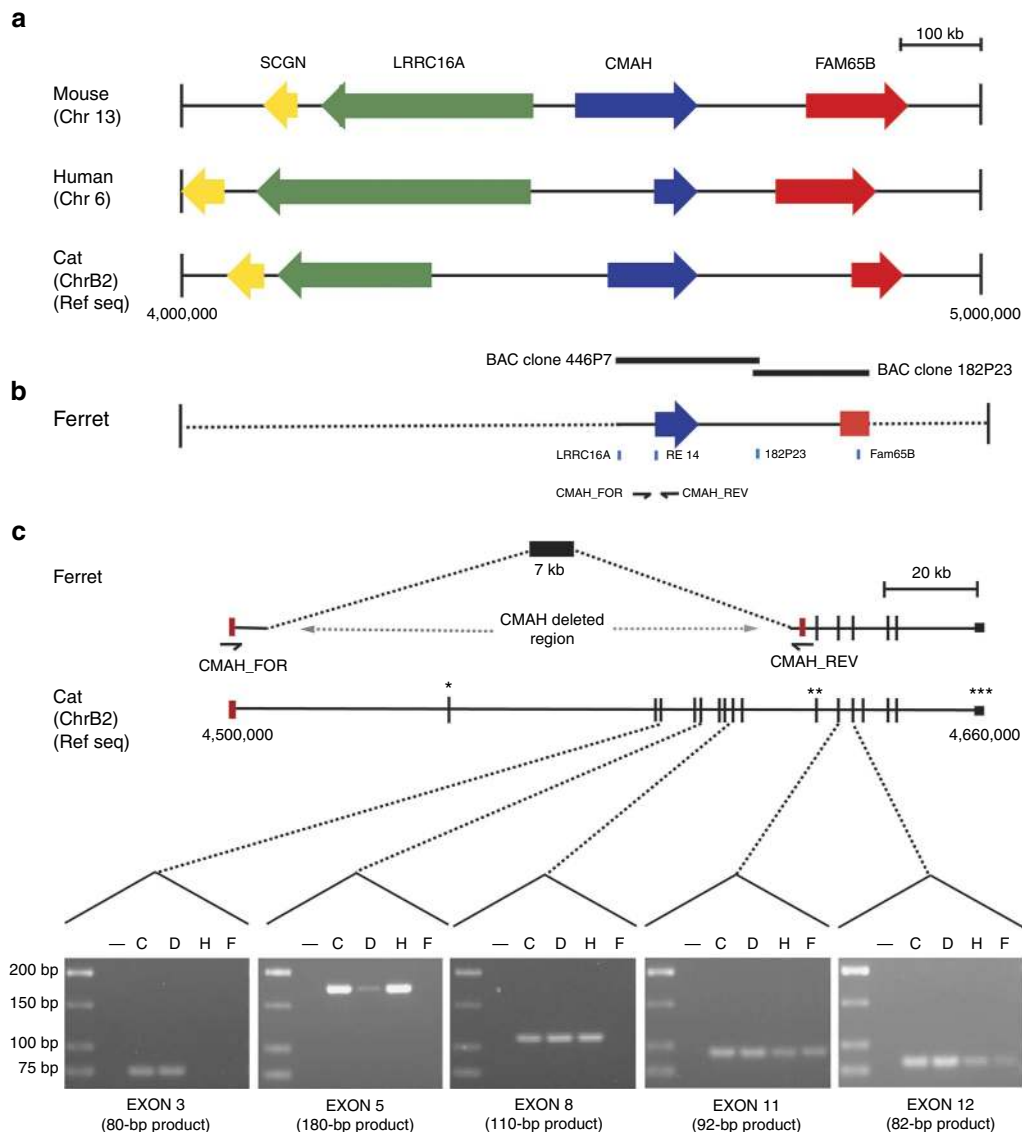 a
100 kb
SCGN LRRC16A CMAH FAM65B
Mouse
(Chr 13)
Human
(Chr 6)
Cat
(ChrB2)
(Ref seq)
4,000,000 5,000,000
BAC clone 446P7
BAC clone 182P23
b
Ferret
LRRC16A RE 14 182P23 Fam65B
CMAH_FOR CMAH_REV
c
Ferret
7 kb
20 kb
CMAH deleted
region
CMAH_FOR CMAH_REV
Cat
(ChrB2)
(Ref seq)
* ** ***
4,500,000 4,660,000
— C D H F — C D H F — C D H F — C D H F — C D H F
200 bp
150 bp
100 bp
75 bp
EXON 3 EXON 5 EXON 8 EXON 11 EXON 12
(80-bp product) (180-bp product) (110-bp product) (92-bp product) (82-bp product)